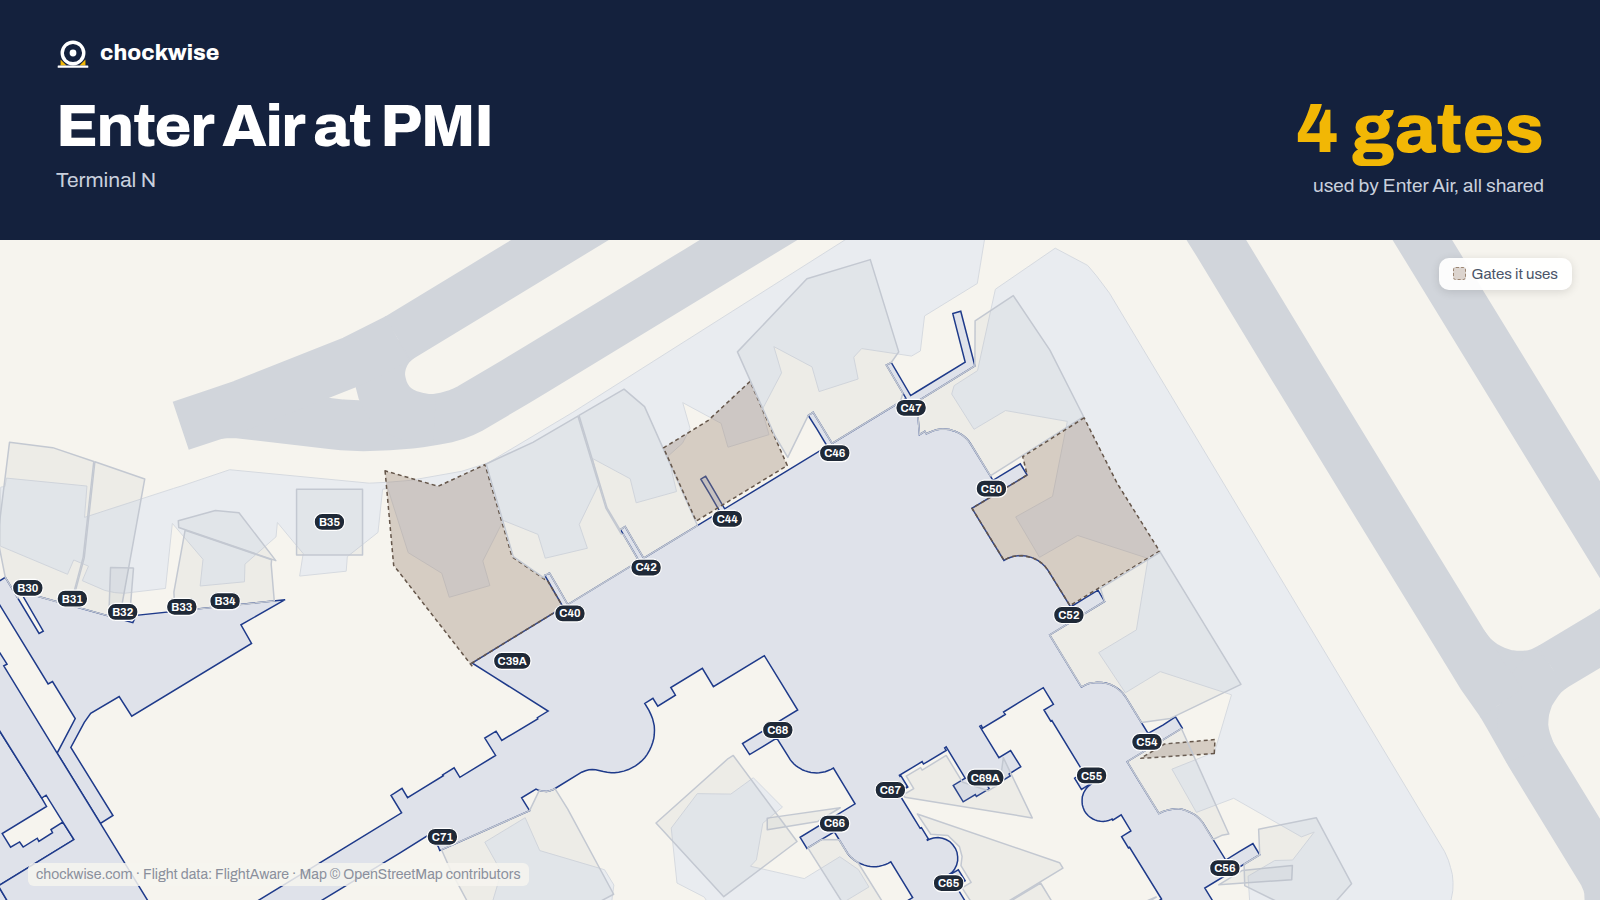 chockwise
Enter Air at PMI
Terminal N
4 gates
used by Enter Air, all shared
Gates it uses
C47
C46
C50
C44
B35
C42
B30
B31
B32
B33
B34
C40
C52
C39A
C68
C54
C55
C69A
C67
C66
C71
C56
C65
chockwise.com · Flight data: FlightAware · Map © OpenStreetMap contributors